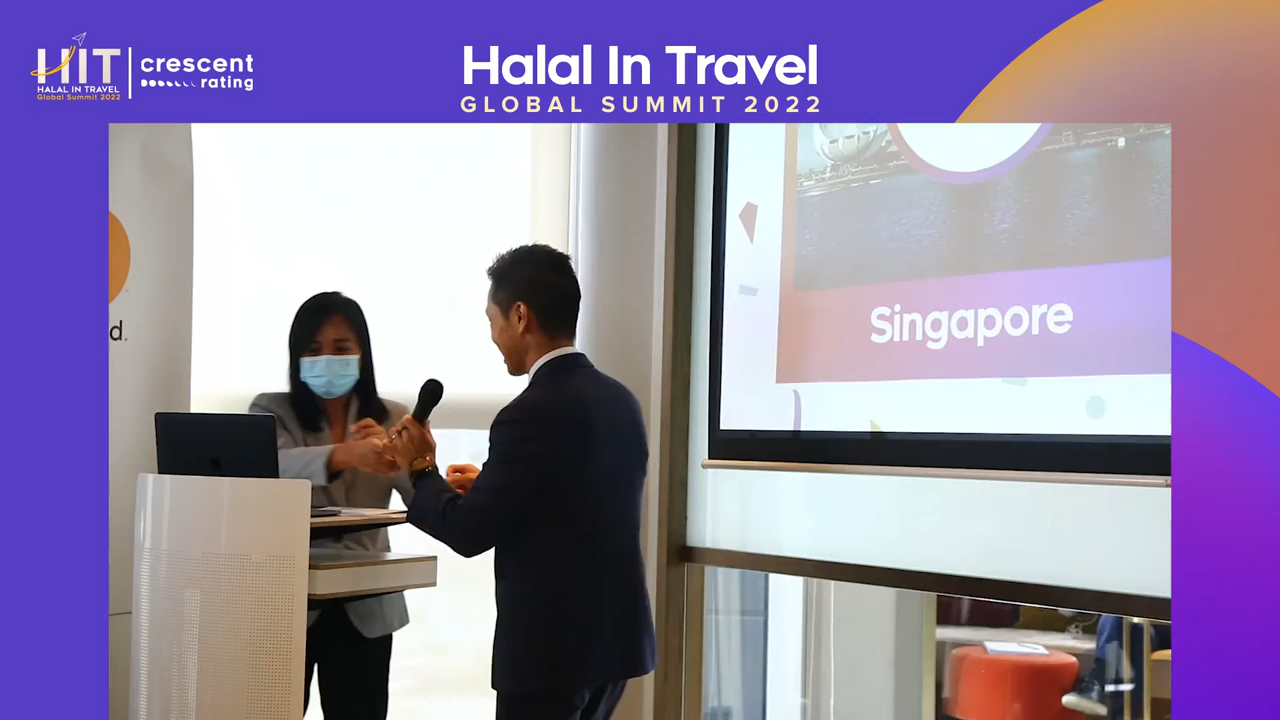 HIT
HALAL IN TRAVEL
Global Summit 2022
crescent
rating
Halal In Travel
GLOBAL SUMMIT 2022
d.
Singapore